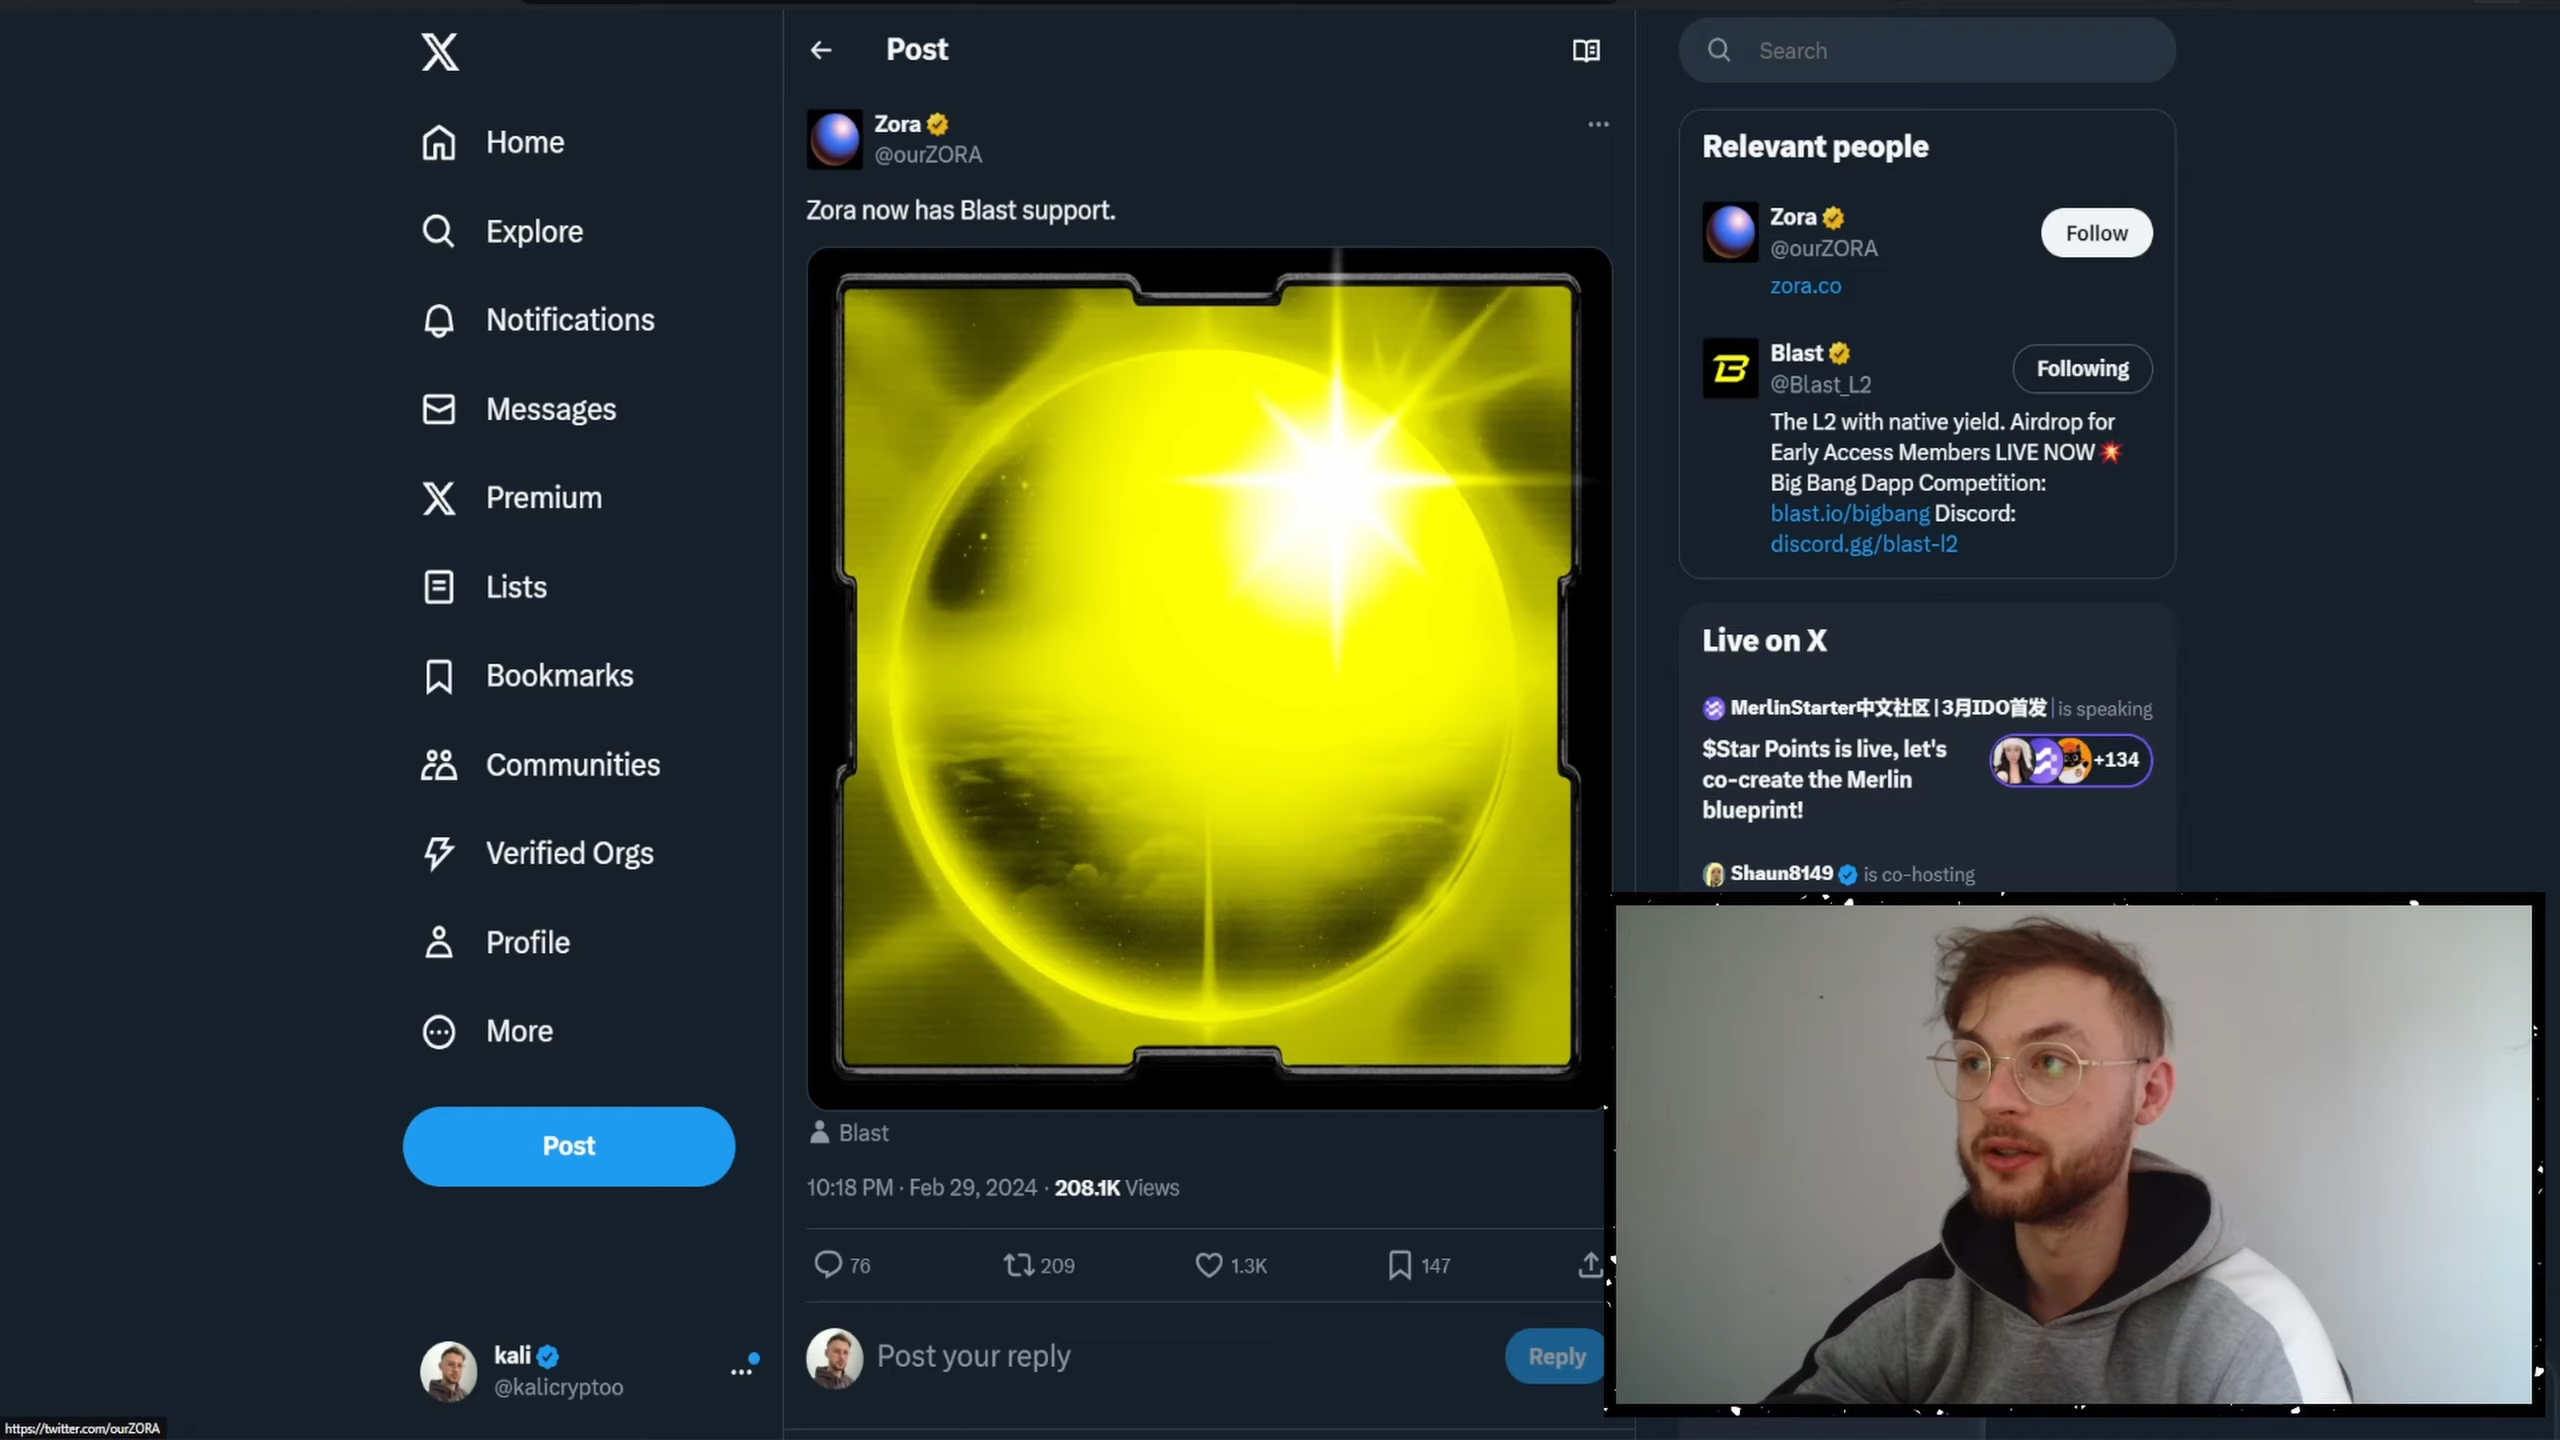 Home
Explore
Notifications
Messages
Premium
Lists
Bookmarks
Communities
Verified Orgs
Profile
More
Post
kali
@kalicryptoo
https://twitter.com/ourZORA
Post
Zora
@ourZORA
Zora now has Blast support.
Blast
10:18 PM · Feb 29, 2024 · 208.1K Views
76 209 1.3K 147
Post your reply
Reply
Search
Relevant people
Zora
@ourZORA
Follow
zora.co
Blast
@Blast_L2
Following
The L2 with native yield. Airdrop for
Early Access Members LIVE NOW 💥
Big Bang Dapp Competition:
blast.io/bigbang Discord:
discord.gg/blast-l2
Live on X
MerlinStarter中文社区 | 3月IDO首发 | is speaking
$Star Points is live, let's
co-create the Merlin
blueprint!
+134
Shaun8149 is co-hosting